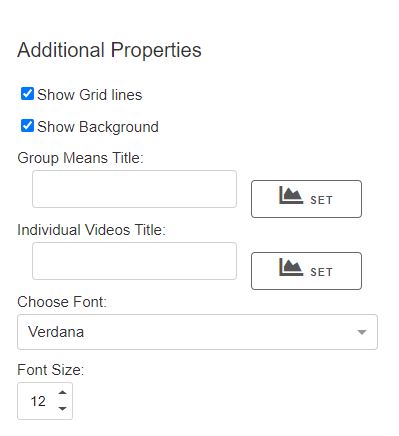 Additional Properties
Show Grid lines
Show Background
Group Means Title:
SET
Individual Videos Title:
SET
Choose Font:
Verdana
Font Size:
12